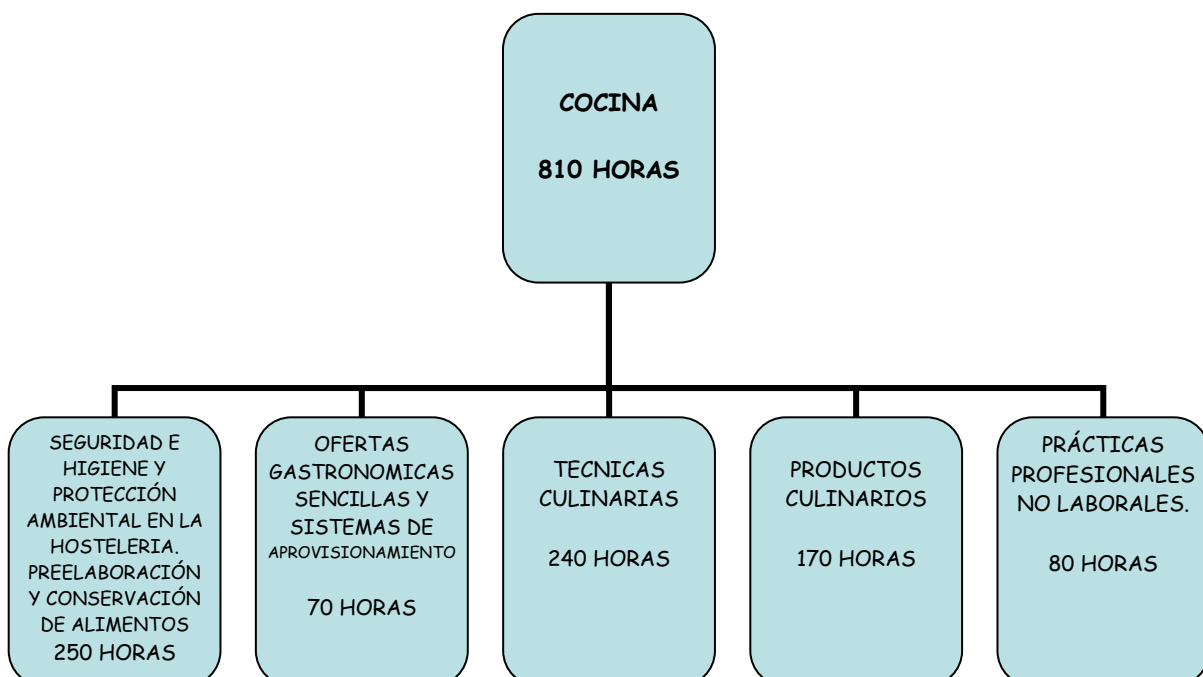 COCINA
810 HORAS
SEGURIDAD E
HIGIENE Y
PROTECCIÓN
AMBIENTAL EN LA
HOSTELERIA.
PREELABORACIÓN
Y CONSERVACIÓN
DE ALIMENTOS
250 HORAS
OFERTAS
GASTRONOMICAS
SENCILLAS Y
SISTEMAS DE
APROVISIONAMIENTO
70 HORAS
TECNICAS
CULINARIAS
240 HORAS
PRODUCTOS
CULINARIOS
170 HORAS
PRÁCTICAS
PROFESIONALES
NO LABORALES.
80 HORAS